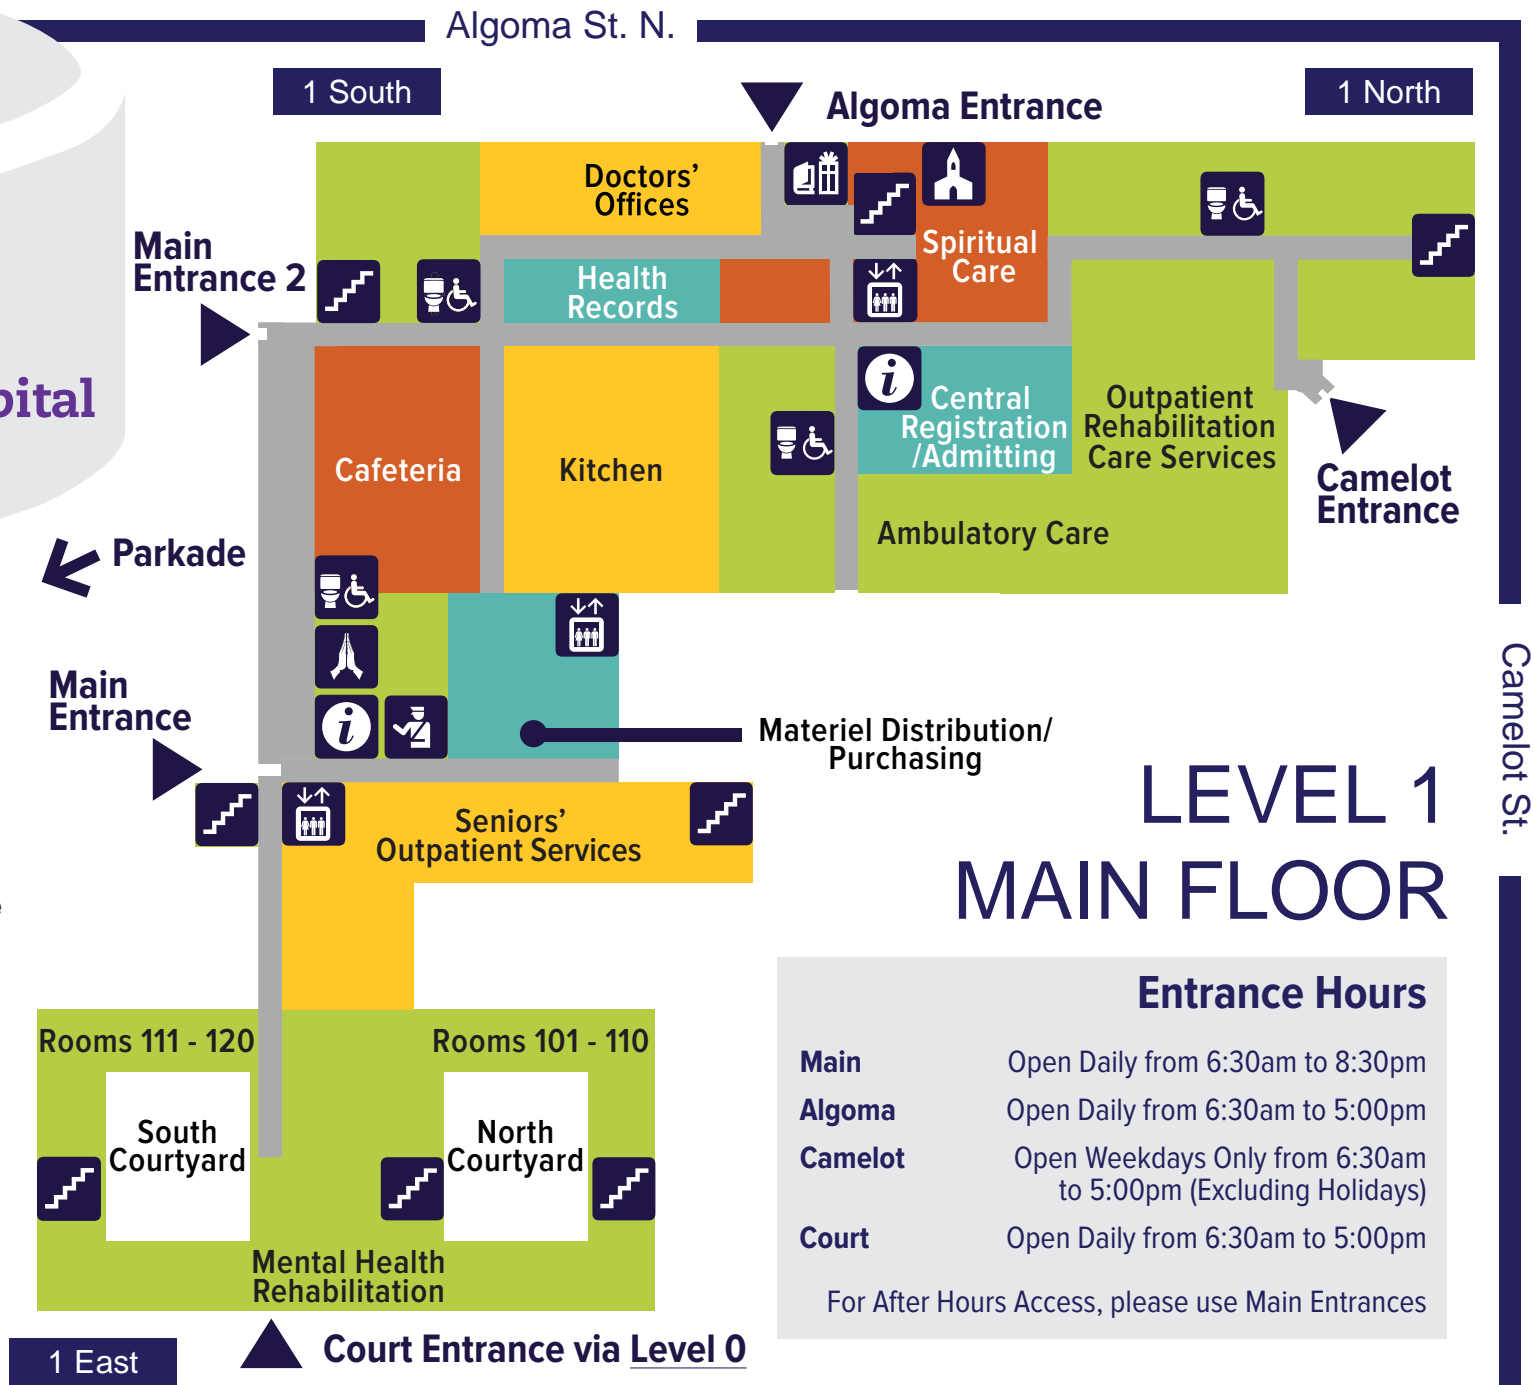 Algoma St. N.
1 South
Algoma Entrance
1 North
Doctors’
Offices
Main
Entrance 2
Spiritual
Care
Health
Records
Central
Registration
/Admitting
Outpatient
Rehabilitation
Care Services
Cafeteria
Kitchen
Camelot
Entrance
Ambulatory Care
Parkade
Main
Entrance
Materiel Distribution/
Purchasing
Camelot St.
Seniors’
Outpatient Services
LEVEL 1
MAIN FLOOR
Rooms 111 - 120
Rooms 101 - 110
South
Courtyard
North
Courtyard
Mental Health
Rehabilitation
Court Entrance via Level 0
1 East
Entrance Hours
Main Open Daily from 6:30am to 8:30pm
Algoma Open Daily from 6:30am to 5:00pm
Camelot Open Weekdays Only from 6:30am
to 5:00pm (Excluding Holidays)
Court Open Daily from 6:30am to 5:00pm
For After Hours Access, please use Main Entrances